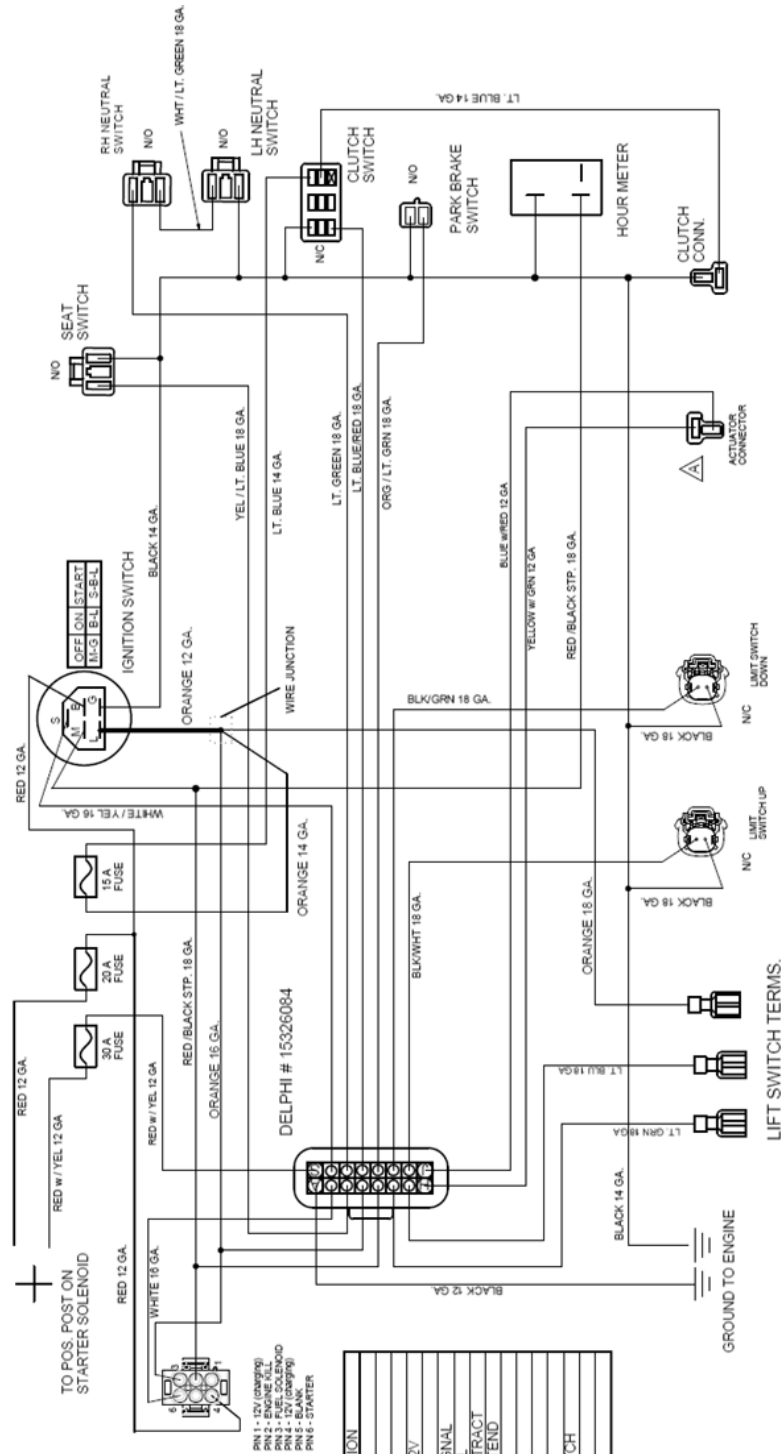 RH NEUTRAL
SWITCH
N/O
WHT / LT. GREEN 18 GA.
N/O
LH NEUTRAL
SWITCH
SEAT
SWITCH
N/O
N/C
CLUTCH
SWITCH
LT. BLUE 14 GA.
N/O
PARK BRAKE
SWITCH
HOUR METER
CLUTCH
CONN.
OFF ON START
M-G B-L S-B-L
IGNITION SWITCH
S
M B
L G
BLACK 14 GA.
YEL / LT. BLUE 18 GA.
LT. BLUE 14 GA.
LT. GREEN 18 GA.
LT. BLUE/RED 18 GA.
ORG / LT. GRN 18 GA.
BLUE w/RED 12 GA
YELLOW w/ GRN 12 GA
RED /BLACK STP. 18 GA.
A
ACTUATOR
CONNECTOR
ORANGE 12 GA.
WIRE JUNCTION
RED 12 GA.
WHITE / YEL 16 GA.
15 A
FUSE
20 A
FUSE
30 A
FUSE
ORANGE 14 GA.
BLK/GRN 18 GA.
BLACK 18 GA.
N/C
LIMIT SWITCH
DOWN
BLK/WHT 18 GA.
BLACK 18 GA.
N/C
LIMIT
SWITCH UP
ORANGE 18 GA.
RED 12 GA.
RED w / YEL 12 GA
TO POS. POST ON
STARTER SOLENOID
RED 12 GA.
RED /BLACK STP. 18 GA.
ORANGE 16 GA.
RED w / YEL 12 GA
DELPHI # 15326084
WHITE 16 GA.
LT. BLU 18GA
LT. GRN 18 GA
LIFT SWITCH TERMS.
BLACK 14 GA.
BLACK 12 GA.
GROUND TO ENGINE
6 3
4 1
PIN 1 - 12V (charging)
PIN 2 - ENGINE KILL
PIN 3 - FUEL SOLENOID
PIN 4 - 12V (charging)
PIN 5 - BLANK
PIN 6 - STARTER